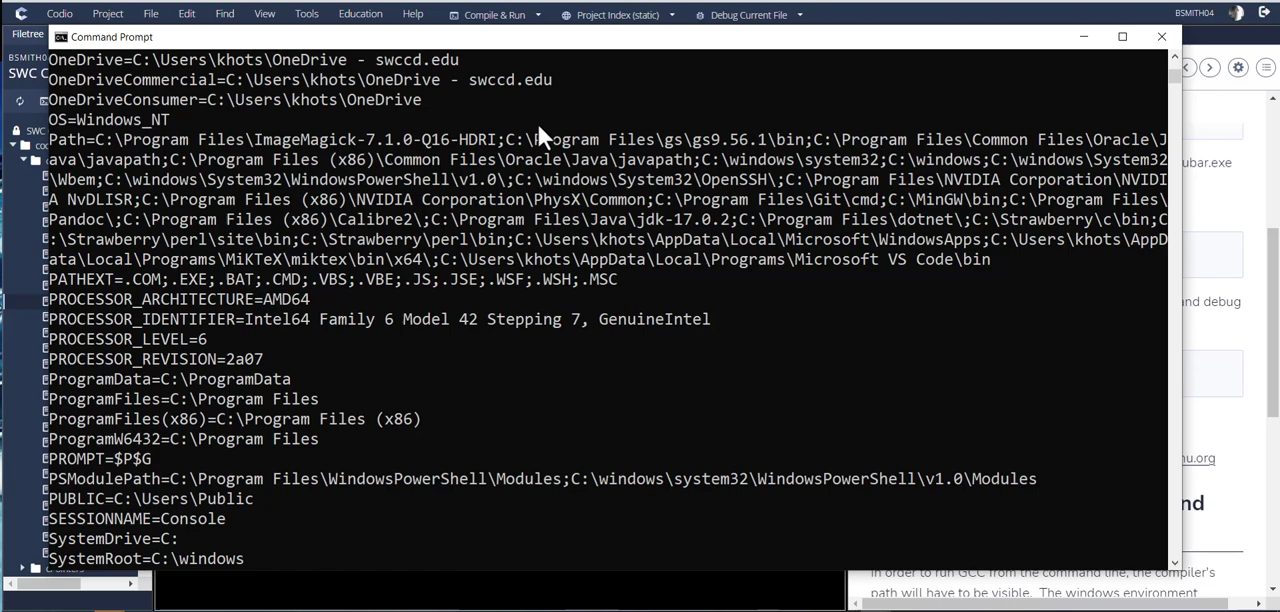 Codio Project File Edit Find View Tools Education Help Compile & Run Project Index (static) Debug Current File BSMITH04
Filetree
Command Prompt
BSMITH0
SWC C
OneDrive=C:\Users\khots\OneDrive - swccd.edu
OneDriveCommercial=C:\Users\khots\OneDrive - swccd.edu
OneDriveConsumer=C:\Users\khots\OneDrive
OS=Windows_NT
Path=C:\Program Files\ImageMagick-7.1.0-Q16-HDRI;C:\Program Files\gs\gs9.56.1\bin;C:\Program Files\Common Files\Oracle\J
ava\javapath;C:\Program Files (x86)\Common Files\Oracle\Java\javapath;C:\windows\system32;C:\windows;C:\windows\System32
\Wbem;C:\windows\System32\WindowsPowerShell\v1.0\;C:\windows\System32\OpenSSH\;C:\Program Files\NVIDIA Corporation\NVIDI
A NvDLISR;C:\Program Files (x86)\NVIDIA Corporation\PhysX\Common;C:\Program Files\Git\cmd;C:\MinGW\bin;C:\Program Files\
Pandoc\;C:\Program Files (x86)\Calibre2\;C:\Program Files\Java\jdk-17.0.2;C:\Program Files\dotnet\;C:\Strawberry\c\bin;C
:\Strawberry\perl\site\bin;C:\Strawberry\perl\bin;C:\Users\khots\AppData\Local\Microsoft\WindowsApps;C:\Users\khots\AppD
ata\Local\Programs\MiKTeX\miktex\bin\x64\;C:\Users\khots\AppData\Local\Programs\Microsoft VS Code\bin
PATHEXT=.COM;.EXE;.BAT;.CMD;.VBS;.VBE;.JS;.JSE;.WSF;.WSH;.MSC
PROCESSOR_ARCHITECTURE=AMD64
PROCESSOR_IDENTIFIER=Intel64 Family 6 Model 42 Stepping 7, GenuineIntel
PROCESSOR_LEVEL=6
PROCESSOR_REVISION=2a07
ProgramData=C:\ProgramData
ProgramFiles=C:\Program Files
ProgramFiles(x86)=C:\Program Files (x86)
ProgramW6432=C:\Program Files
PROMPT=$P$G
PSModulePath=C:\Program Files\WindowsPowerShell\Modules;C:\windows\system32\WindowsPowerShell\v1.0\Modules
PUBLIC=C:\Users\Public
SESSIONNAME=Console
SystemDrive=C:
SystemRoot=C:\windows
SWC
coc
ubar.exe
and debug
nu.org
nd
In order to run GCC from the command line, the compiler's
path will have to be visible. The windows environment